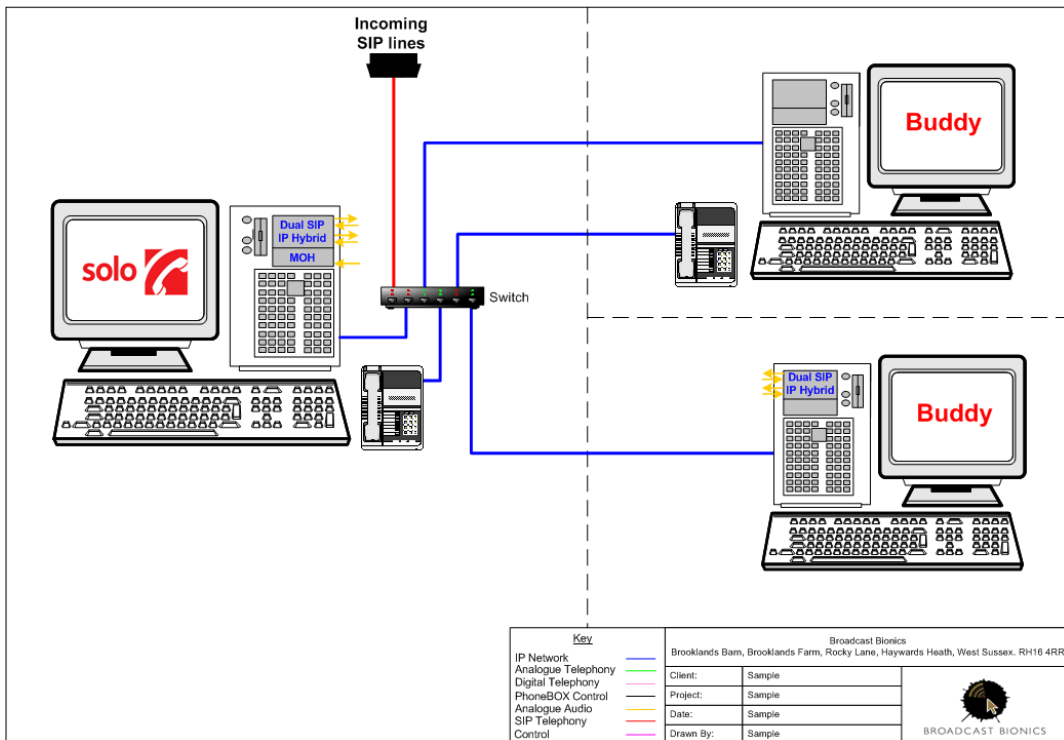 Incoming
SIP lines
Buddy
solo
Dual SIP
IP Hybrid
MOH
Switch
Dual SIP
IP Hybrid
Buddy
Key
IP Network
Analogue Telephony
Digital Telephony
PhoneBOX Control
Analogue Audio
SIP Telephony
Control
Broadcast Bionics
Brooklands Barn, Brooklands Farm, Rocky Lane, Haywards Heath, West Sussex. RH16 4RR
Client: Sample
Project: Sample
Date: Sample
Drawn By: Sample
BROADCAST BIONICS